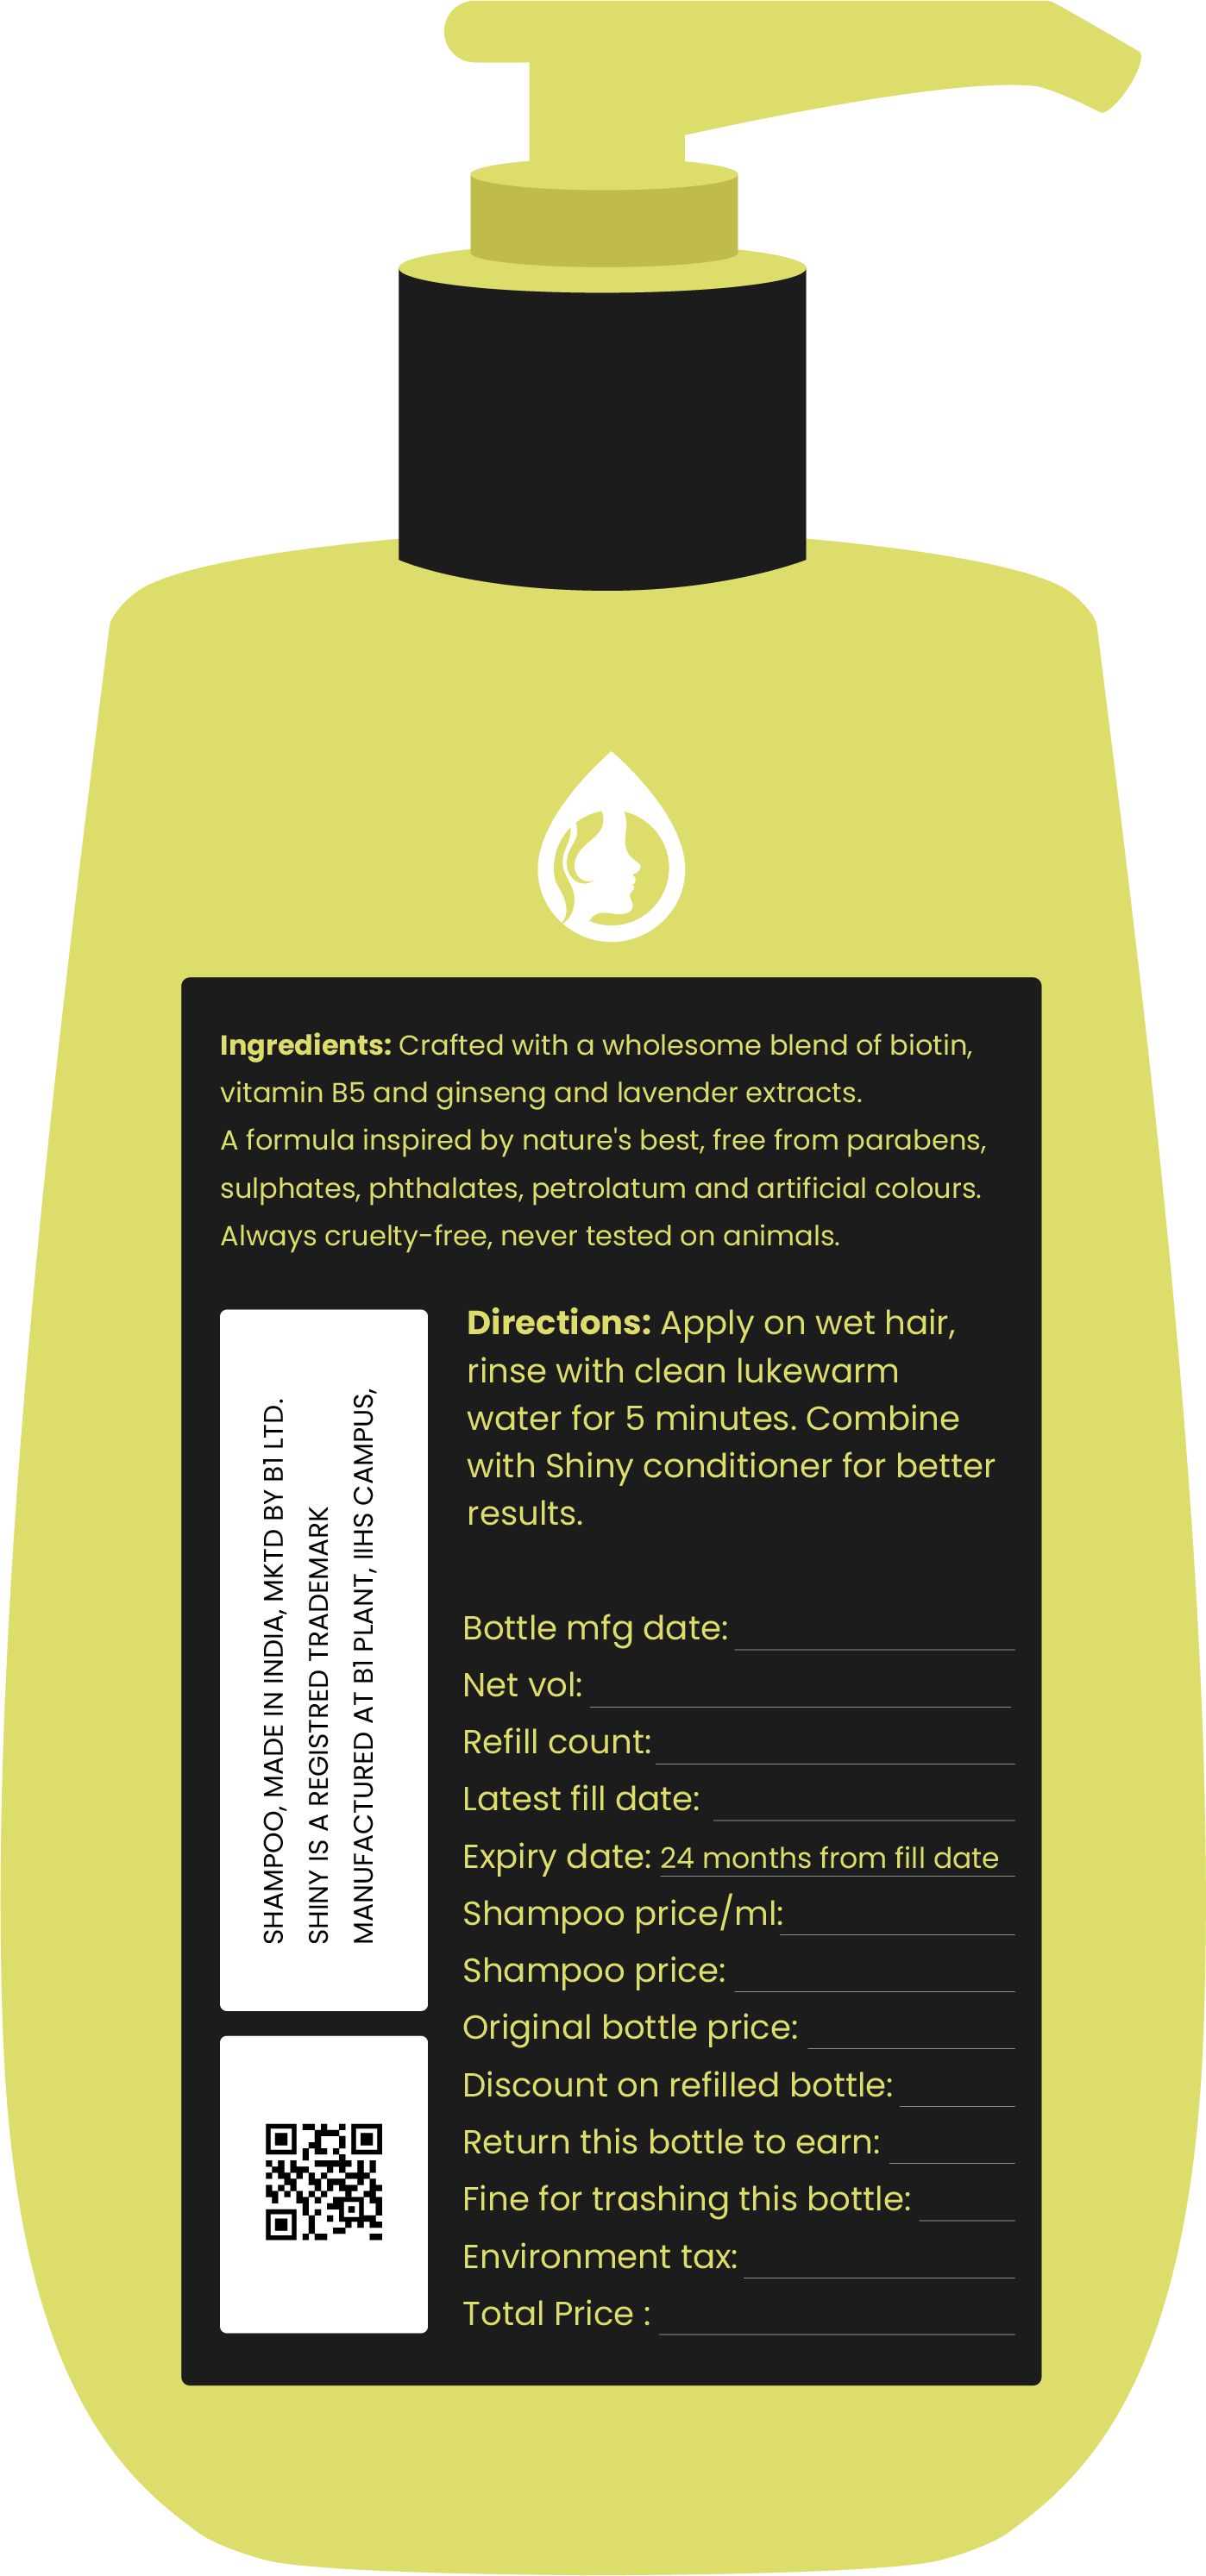 Ingredients: Crafted with a wholesome blend of biotin,
vitamin B5 and ginseng and lavender extracts.
A formula inspired by nature's best, free from parabens,
sulphates, phthalates, petrolatum and artificial colours.
Always cruelty-free, never tested on animals.
SHAMPOO, MADE IN INDIA, MKTD BY B1 LTD.
SHINY IS A REGISTRED TRADEMARK
MANUFACTURED AT B1 PLANT, IIHS CAMPUS,
Directions: Apply on wet hair,
rinse with clean lukewarm
water for 5 minutes. Combine
with Shiny conditioner for better
results.
Bottle mfg date:
Net vol:
Refill count:
Latest fill date:
Expiry date: 24 months from fill date
Shampoo price/ml:
Shampoo price:
Original bottle price:
Discount on refilled bottle:
Return this bottle to earn:
Fine for trashing this bottle:
Environment tax:
Total Price :